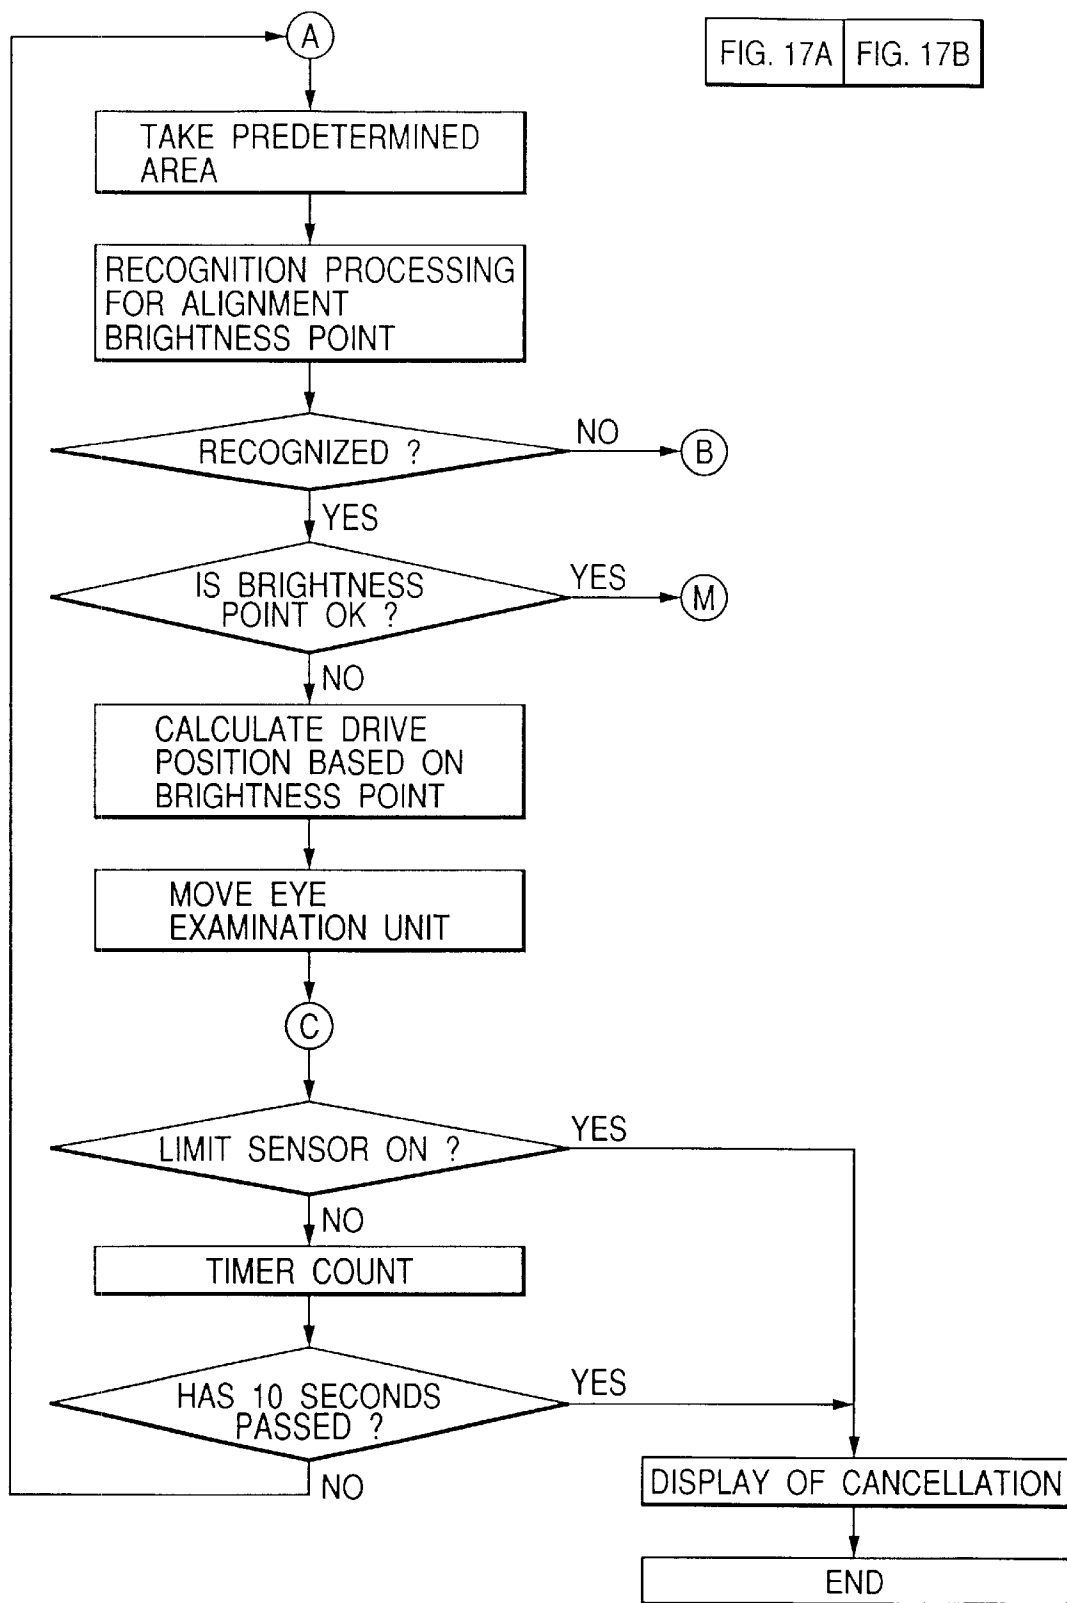 A
FIG. 17A FIG. 17B
TAKE PREDETERMINED
AREA
RECOGNITION PROCESSING
FOR ALIGNMENT
BRIGHTNESS POINT
RECOGNIZED ?
NO
B
YES
IS BRIGHTNESS
POINT OK ?
YES
M
NO
CALCULATE DRIVE
POSITION BASED ON
BRIGHTNESS POINT
MOVE EYE
EXAMINATION UNIT
C
LIMIT SENSOR ON ?
YES
NO
TIMER COUNT
HAS 10 SECONDS
PASSED ?
YES
NO
DISPLAY OF CANCELLATION
END